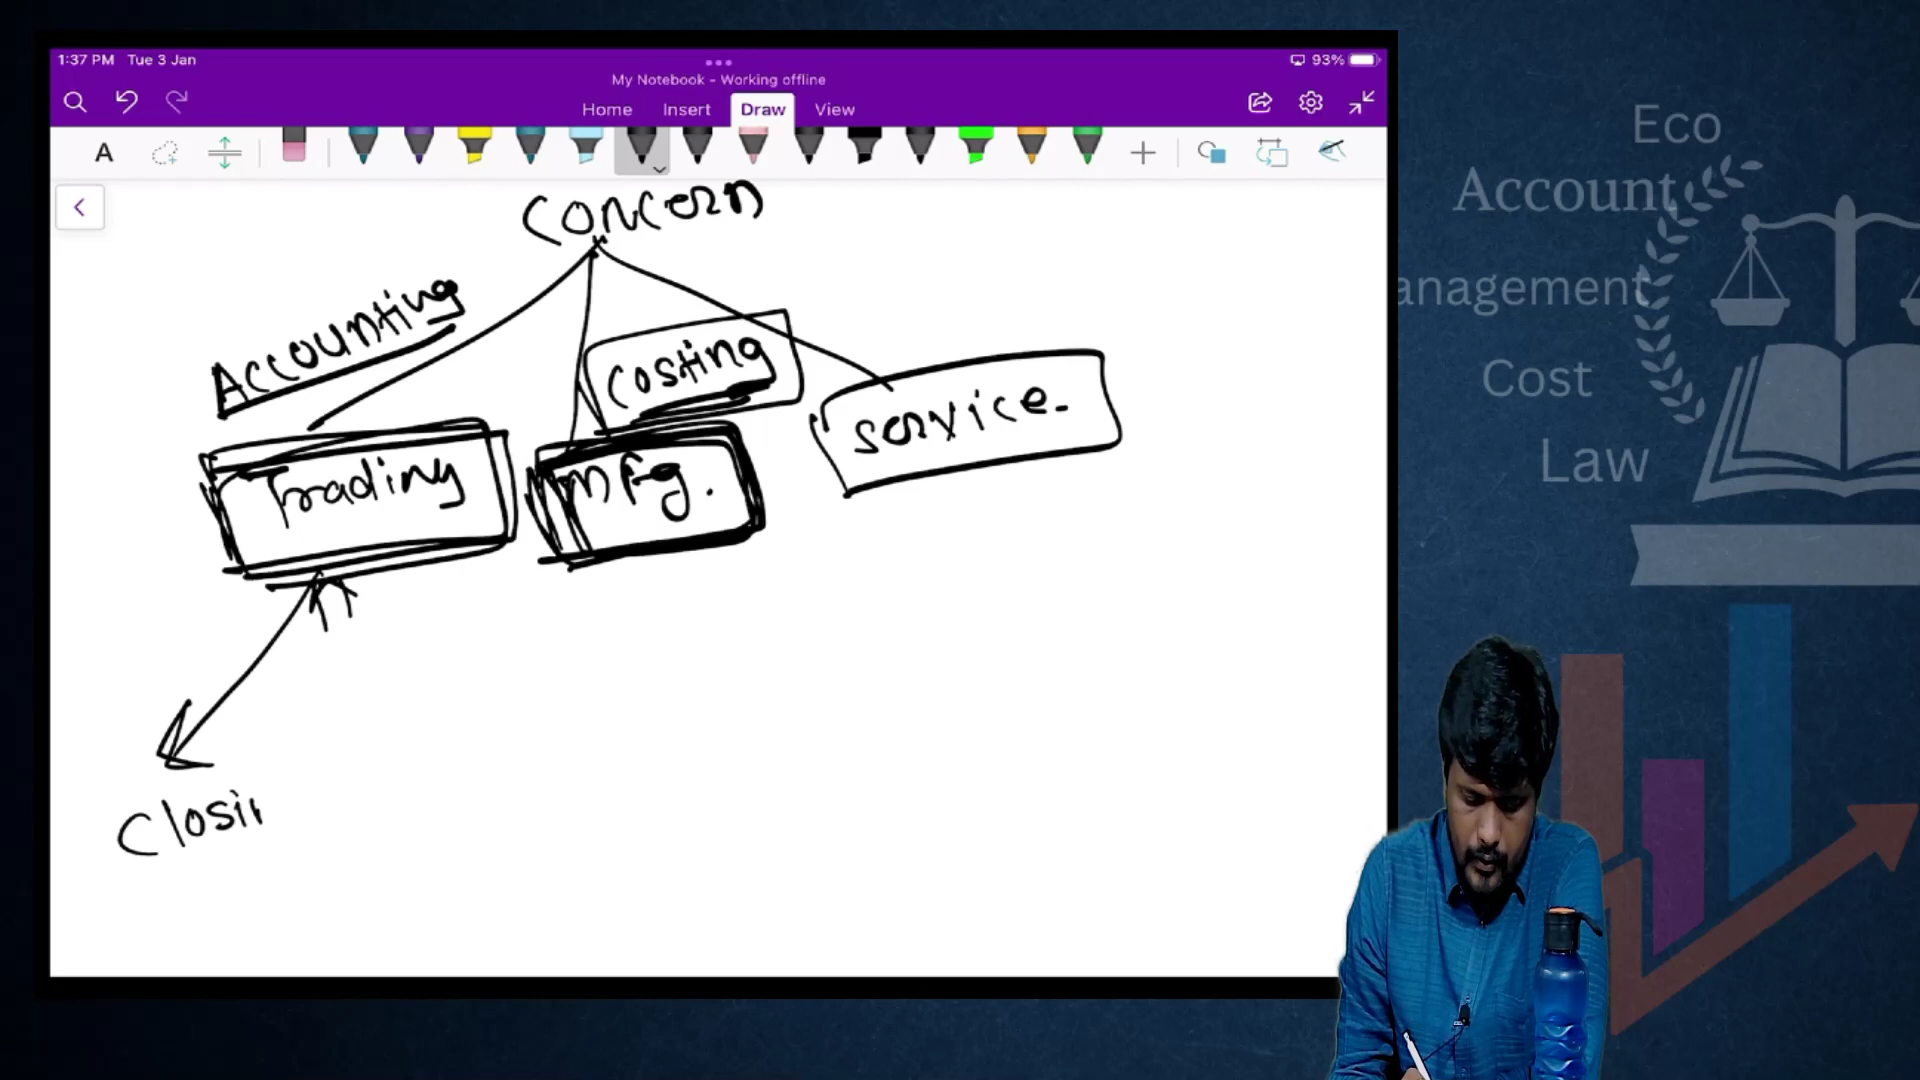 1:37 PM Tue 3 Jan
93%
My Notebook - Working offline
Home Insert Draw View
A
Concern
Accounting
Costing
Trading
Mfg.
service.
Closin
Eco
Account
anagement
Cost
Law